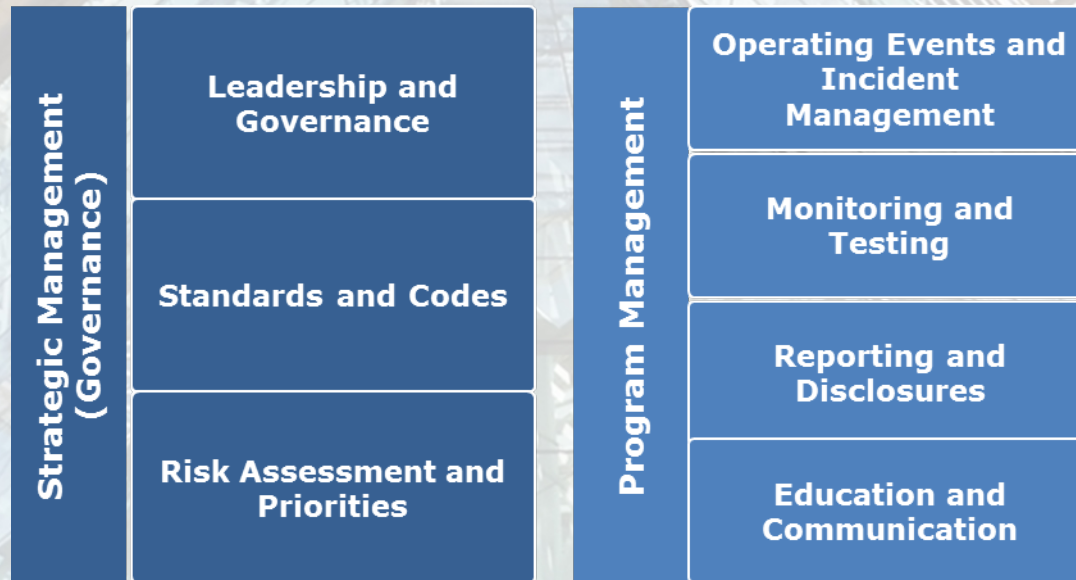 Strategic Management
(Governance)
Leadership and
Governance
Standards and Codes
Risk Assessment and
Priorities
Program Management
Operating Events and
Incident
Management
Monitoring and
Testing
Reporting and
Disclosures
Education and
Communication